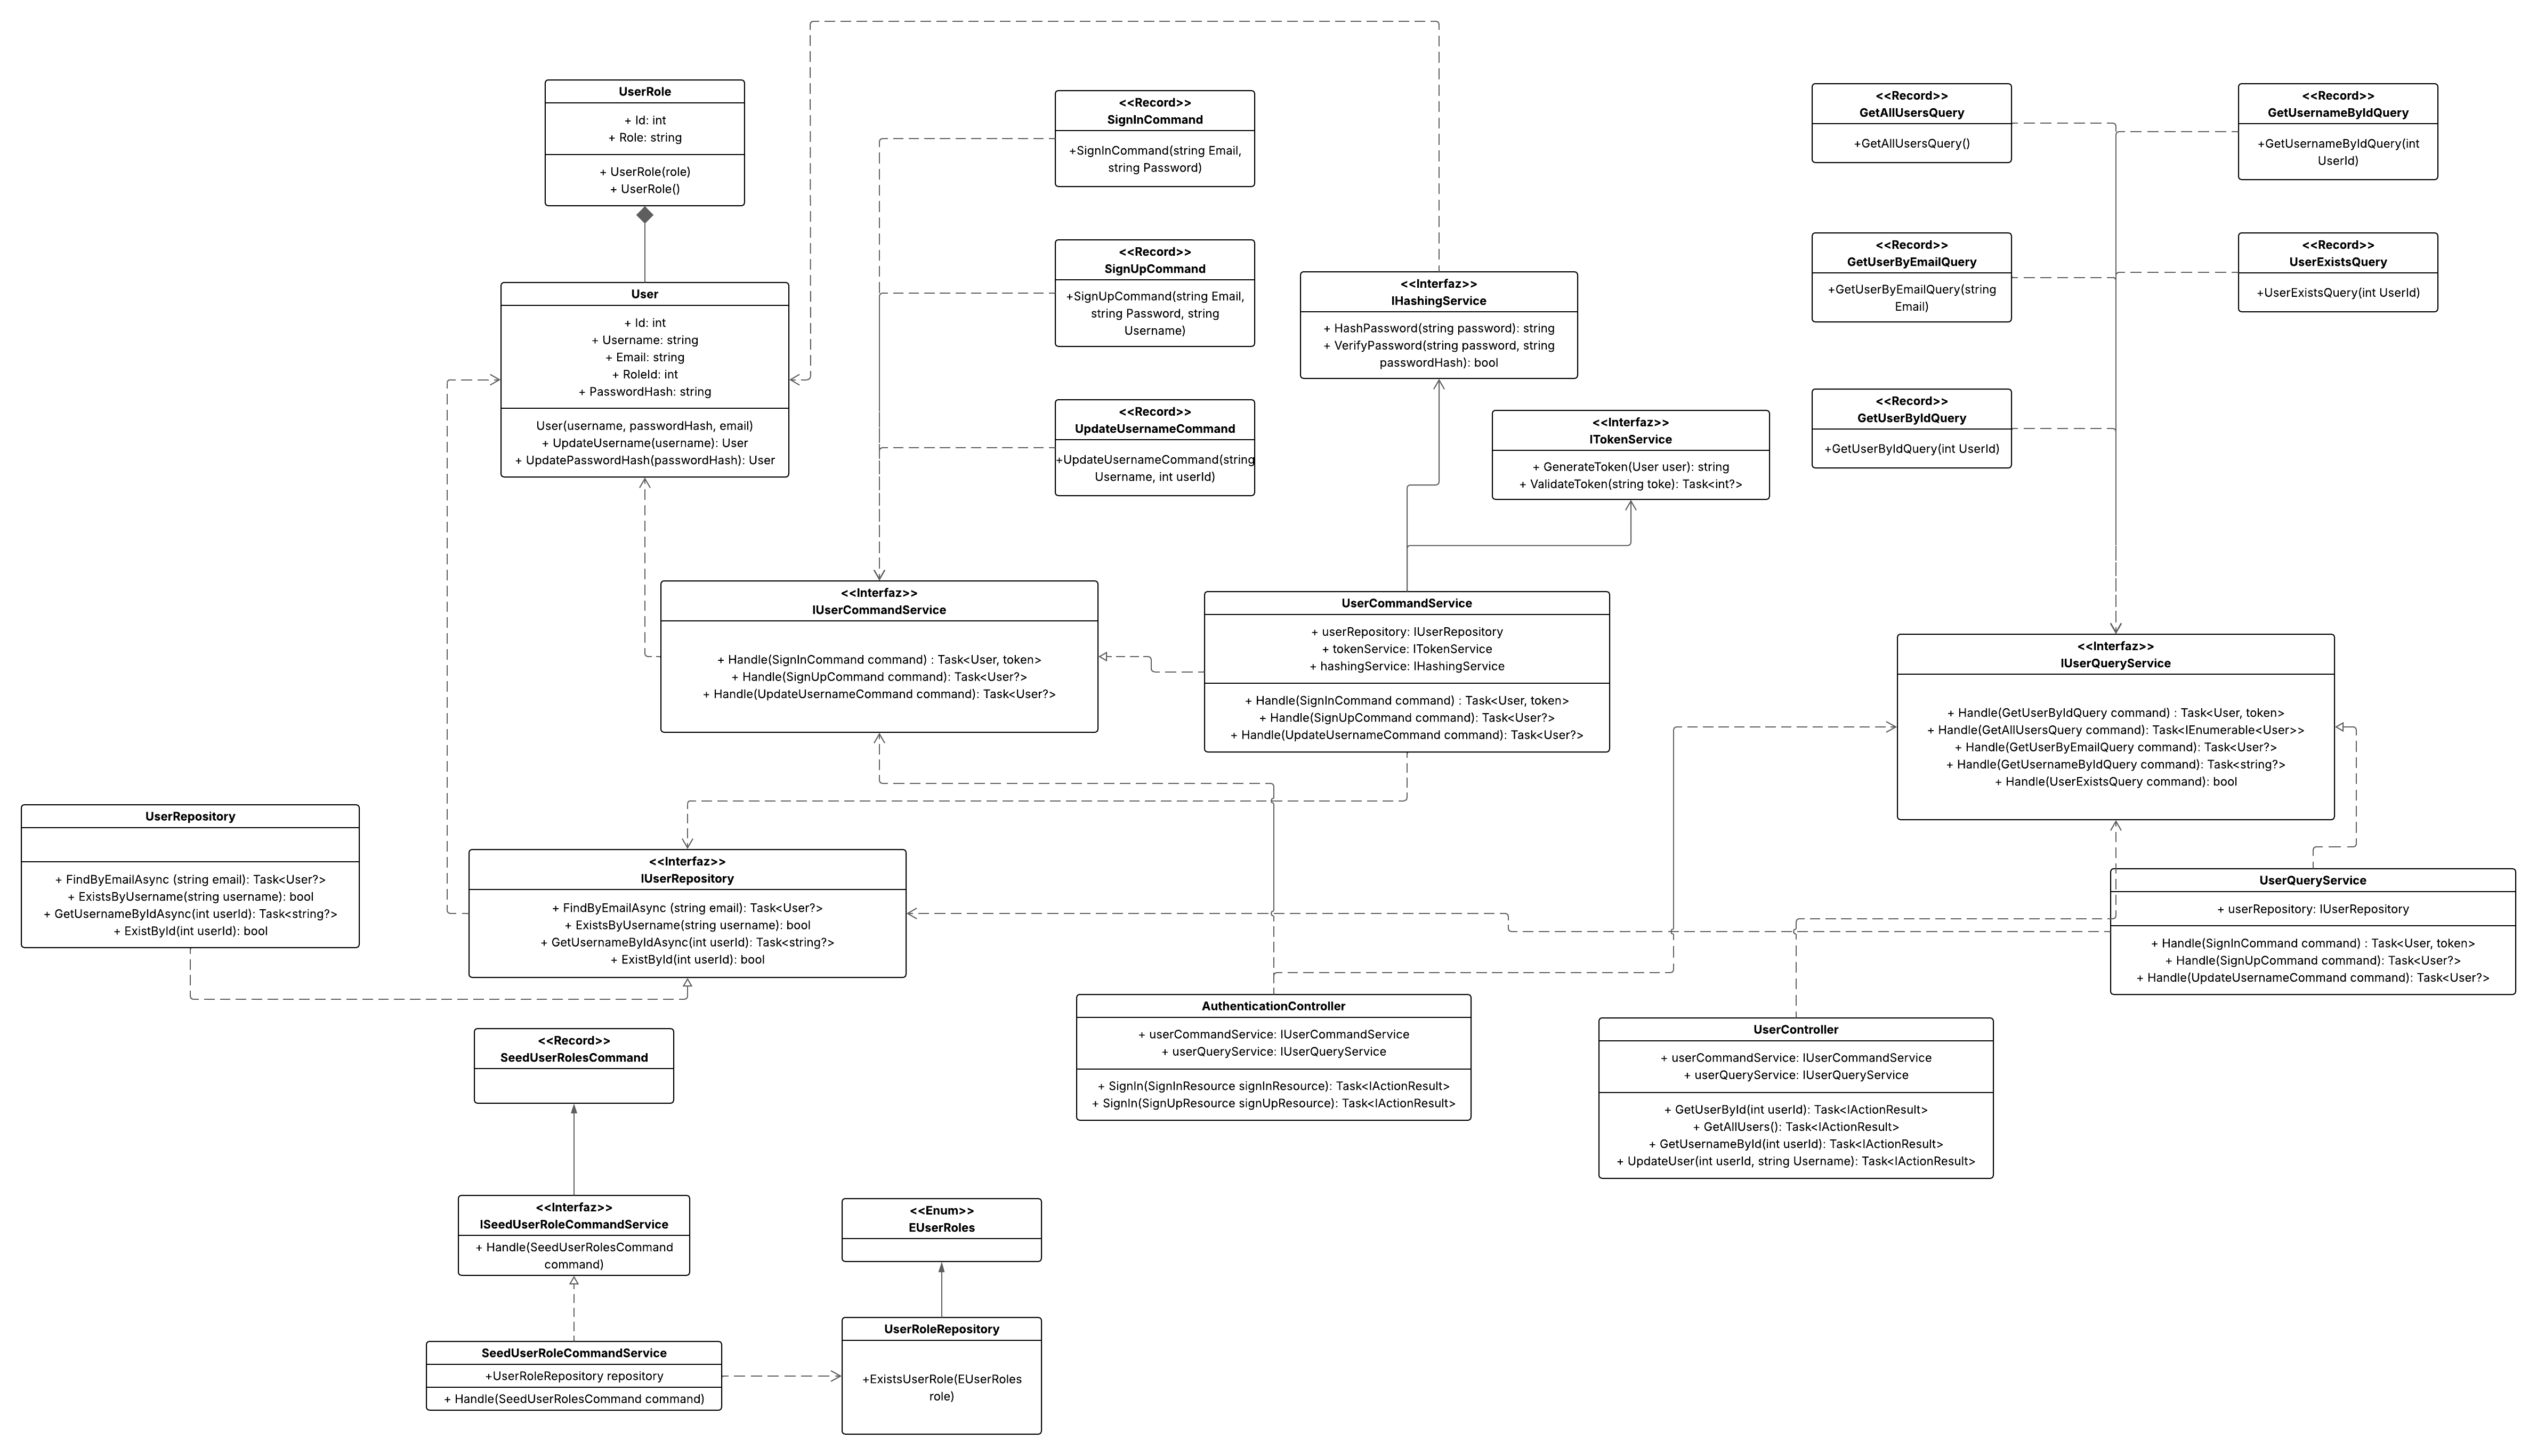 UserRole
+ Id: int
+ Role: string
+ UserRole(role)
+ UserRole()
User
+ Id: int
+ Username: string
+ Email: string
+ RoleId: int
+ PasswordHash: string
User(username, passwordHash, email)
+ UpdateUsername(username): User
+ UpdatePasswordHash(passwordHash): User
<<Record>>
SignInCommand
+SignInCommand(string Email,
string Password)
<<Record>>
SignUpCommand
+SignUpCommand(string Email,
string Password, string
Username)
<<Record>>
UpdateUsernameCommand
+UpdateUsernameCommand(string
Username, int userId)
<<Interfaz>>
IHashingService
+ HashPassword(string password): string
+ VerifyPassword(string password, string
passwordHash): bool
<<Interfaz>>
ITokenService
+ GenerateToken(User user): string
+ ValidateToken(string toke): Task<int?>
<<Record>>
GetAllUsersQuery
+GetAllUsersQuery()
<<Record>>
GetUsernameByIdQuery
+GetUsernameByIdQuery(int
UserId)
<<Record>>
GetUserByEmailQuery
+GetUserByEmailQuery(string
Email)
<<Record>>
UserExistsQuery
+UserExistsQuery(int UserId)
<<Record>>
GetUserByIdQuery
+GetUserByIdQuery(int UserId)
<<Interfaz>>
IUserCommandService
+ Handle(SignInCommand command) : Task<User, token>
+ Handle(SignUpCommand command): Task<User?>
+ Handle(UpdateUsernameCommand command): Task<User?>
UserCommandService
+ userRepository: IUserRepository
+ tokenService: ITokenService
+ hashingService: IHashingService
+ Handle(SignInCommand command) : Task<User, token>
+ Handle(SignUpCommand command): Task<User?>
+ Handle(UpdateUsernameCommand command): Task<User?>
<<Interfaz>>
IUserQueryService
+ Handle(GetUserByIdQuery command) : Task<User, token>
+ Handle(GetAllUsersQuery command): Task<IEnumerable<User>>
+ Handle(GetUserByEmailQuery command): Task<User?>
+ Handle(GetUsernameByIdQuery command): Task<string?>
+ Handle(UserExistsQuery command): bool
UserRepository
+ FindByEmailAsync (string email): Task<User?>
+ ExistsByUsername(string username): bool
+ GetUsernameByIdAsync(int userId): Task<string?>
+ ExistById(int userId): bool
<<Interfaz>>
IUserRepository
+ FindByEmailAsync (string email): Task<User?>
+ ExistsByUsername(string username): bool
+ GetUsernameByIdAsync(int userId): Task<string?>
+ ExistById(int userId): bool
UserQueryService
+ userRepository: IUserRepository
+ Handle(SignInCommand command) : Task<User, token>
+ Handle(SignUpCommand command): Task<User?>
+ Handle(UpdateUsernameCommand command): Task<User?>
AuthenticationController
+ userCommandService: IUserCommandService
+ userQueryService: IUserQueryService
+ SignIn(SignInResource signInResource): Task<IActionResult>
+ SignIn(SignUpResource signUpResource): Task<IActionResult>
UserController
+ userCommandService: IUserCommandService
+ userQueryService: IUserQueryService
+ GetUserById(int userId): Task<IActionResult>
+ GetAllUsers(): Task<IActionResult>
+ GetUsernameById(int userId): Task<IActionResult>
+ UpdateUser(int userId, string Username): Task<IActionResult>
<<Record>>
SeedUserRolesCommand
<<Interfaz>>
ISeedUserRoleCommandService
+ Handle(SeedUserRolesCommand
command)
<<Enum>>
EUserRoles
SeedUserRoleCommandService
+UserRoleRepository repository
+ Handle(SeedUserRolesCommand command)
UserRoleRepository
+ExistsUserRole(EUserRoles
role)